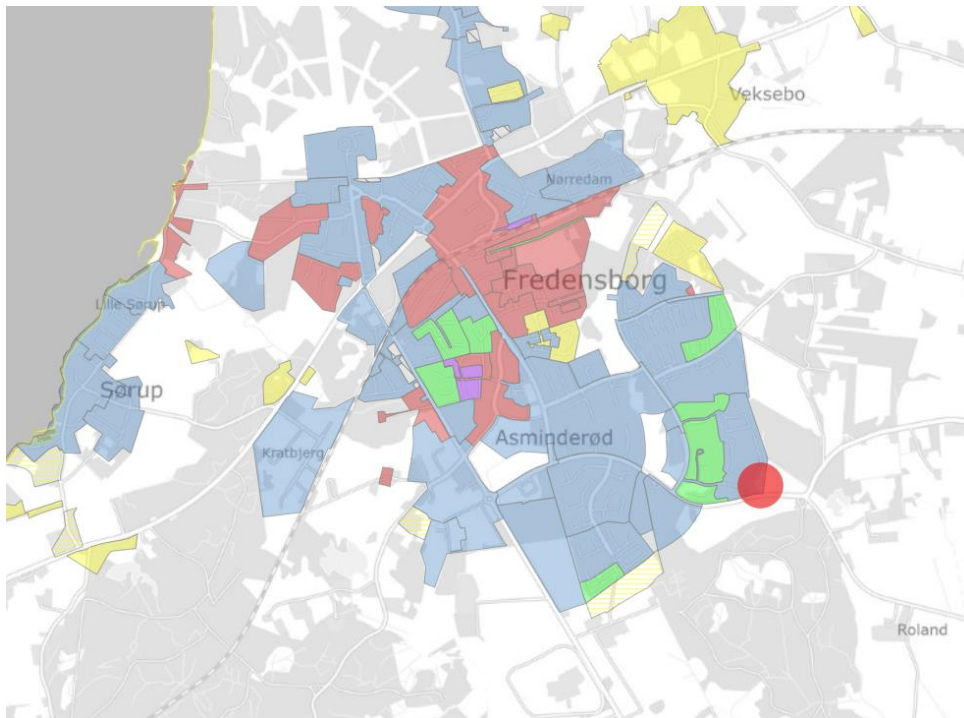 Veksebo
Nørredam
Fredensborg
Lille Sørup
Sørup
Asminderød
Kratbjerg
Roland